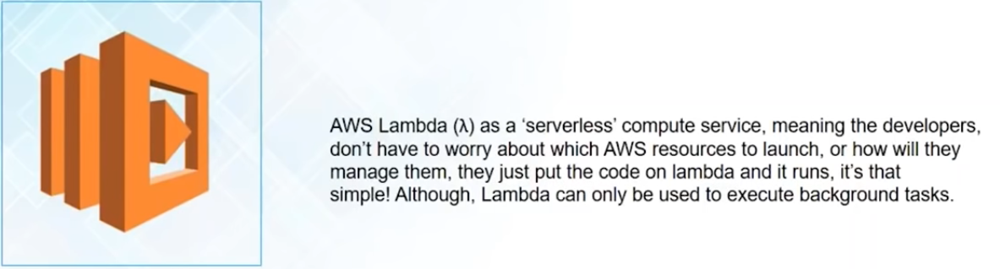 AWS Lambda (λ) as a ‘serverless’ compute service, meaning the developers,
don’t have to worry about which AWS resources to launch, or how will they
manage them, they just put the code on lambda and it runs, it’s that
simple! Although, Lambda can only be used to execute background tasks.